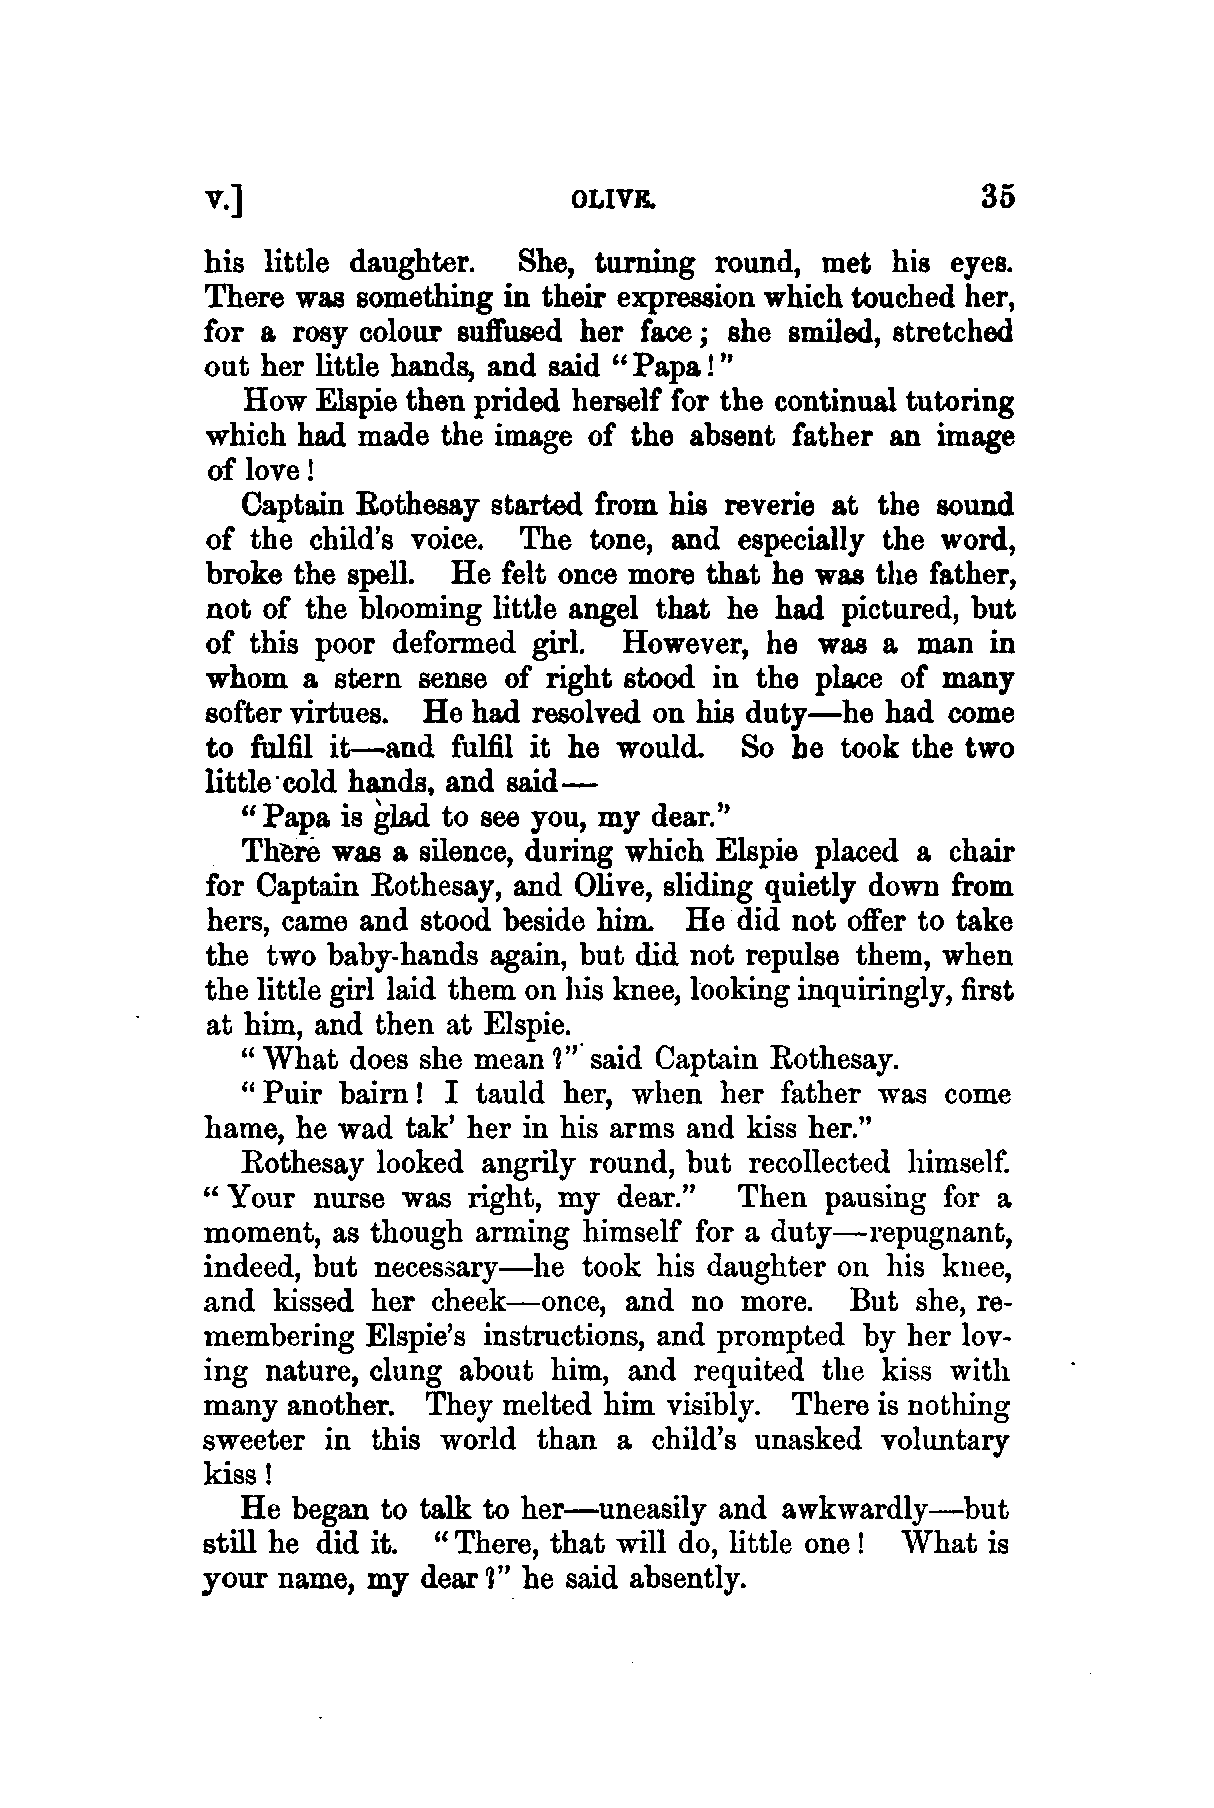 v.] OLIVE. 35
his little daughter. She, turning round, met his eyes.
There was something in their expression which touched her,
for a rosy colour suffused her face; she smiled, stretched
out her little hands, and said "Papa!"
How Elspie then prided herself for the continual tutoring
which had made the image of the absent father an image
of love!
Captain Rothesay started from his reverie at the sound
of the child's voice. The tone, and especially the word,
broke the spell. He felt once more that he was the father,
not of the blooming little angel that he had pictured, but
of this poor deformed girl. However, he was a man in
whom a stern sense of right stood in the place of many
softer virtues. He had resolved on his duty—he had come
to fulfil it—and fulfil it he would. So he took the two
little cold hands, and said—
"Papa is glad to see you, my dear."
There was a silence, during which Elspie placed a chair
for Captain Rothesay, and Olive, sliding quietly down from
hers, came and stood beside him. He did not offer to take
the two baby-hands again, but did not repulse them, when
the little girl laid them on his knee, looking inquiringly, first
at him, and then at Elspie.
"What does she mean?" said Captain Rothesay.
"Puir bairn! I tauld her, when her father was come
hame, he wad tak' her in his arms and kiss her."
Rothesay looked angrily round, but recollected himself.
"Your nurse was right, my dear." Then pausing for a
moment, as though arming himself for a duty—repugnant,
indeed, but necessary—he took his daughter on his knee,
and kissed her cheek—once, and no more. But she, re-
membering Elspie's instructions, and prompted by her lov-
ing nature, clung about him, and requited the kiss with
many another. They melted him visibly. There is nothing
sweeter in this world than a child's unasked voluntary
kiss!
He began to talk to her—uneasily and awkwardly—but
still he did it. "There, that will do, little one! What is
your name, my dear?" he said absently.